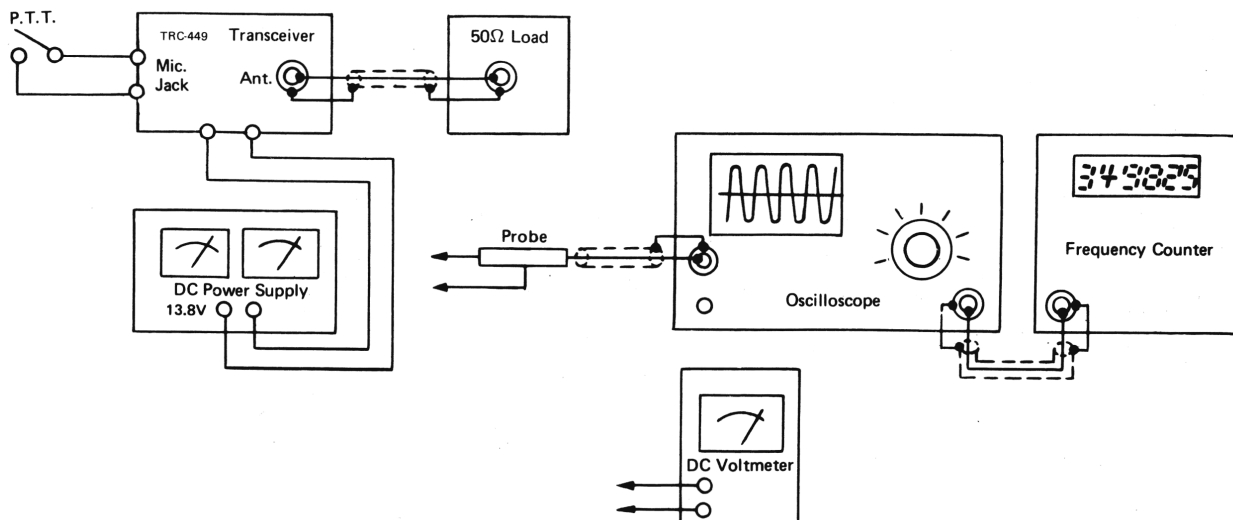 P.T.T.
TRC-449 Transceiver
Mic.
Jack
Ant.
50Ω Load
DC Power Supply
13.8V
Probe
Oscilloscope
349825
Frequency Counter
DC Voltmeter